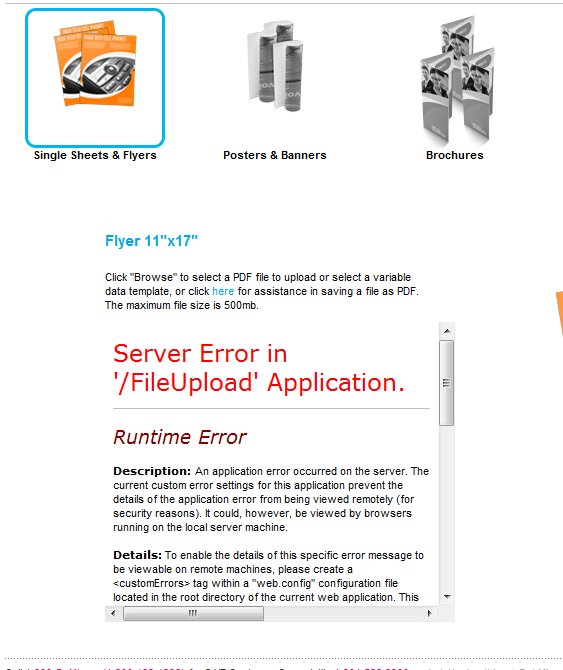 Single Sheets & Flyers
Posters & Banners
Brochures
Flyer 11"x17"
Click "Browse" to select a PDF file to upload or select a variable
data template, or click here for assistance in saving a file as PDF.
The maximum file size is 500mb.
Server Error in
'/FileUpload' Application.
Runtime Error
Description: An application error occurred on the server. The
current custom error settings for this application prevent the
details of the application error from being viewed remotely (for
security reasons). It could, however, be viewed by browsers
running on the local server machine.
Details: To enable the details of this specific error message to
be viewable on remote machines, please create a
<customErrors> tag within a "web.config" configuration file
located in the root directory of the current web application. This